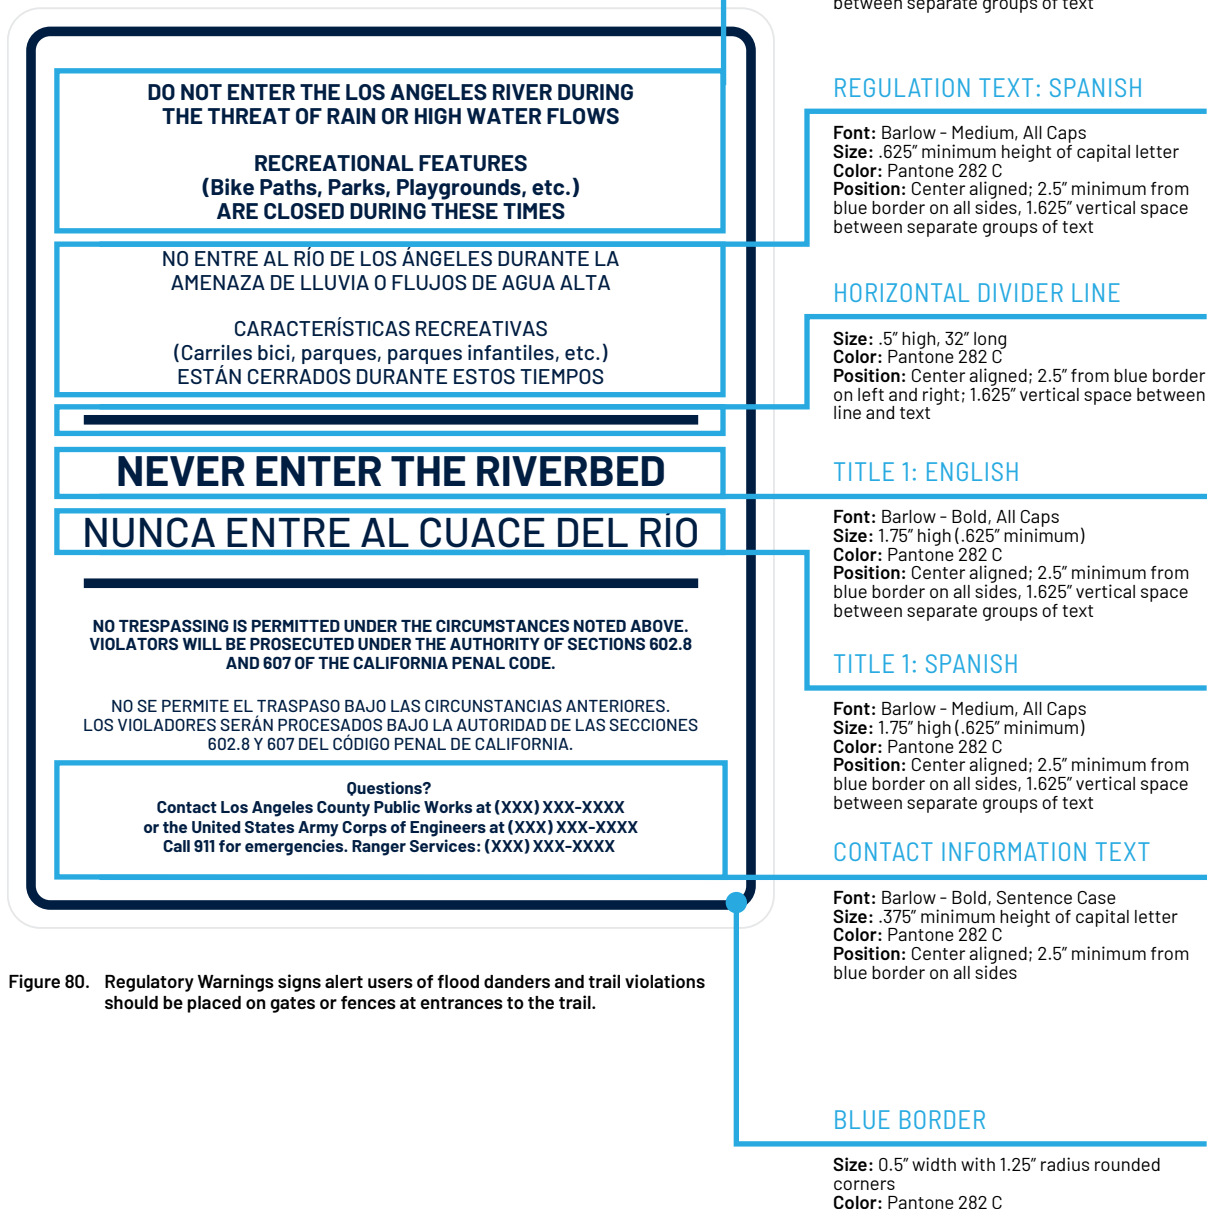 between separate groups of text
DO NOT ENTER THE LOS ANGELES RIVER DURING
THE THREAT OF RAIN OR HIGH WATER FLOWS
RECREATIONAL FEATURES
(Bike Paths, Parks, Playgrounds, etc.)
ARE CLOSED DURING THESE TIMES
NO ENTRE AL RÍO DE LOS ÁNGELES DURANTE LA
AMENAZA DE LLUVIA O FLUJOS DE AGUA ALTA
CARACTERÍSTICAS RECREATIVAS
(Carriles bici, parques, parques infantiles, etc.)
ESTÁN CERRADOS DURANTE ESTOS TIEMPOS
NEVER ENTER THE RIVERBED
NUNCA ENTRE AL CUACE DEL RÍO
NO TRESPASSING IS PERMITTED UNDER THE CIRCUMSTANCES NOTED ABOVE.
VIOLATORS WILL BE PROSECUTED UNDER THE AUTHORITY OF SECTIONS 602.8
AND 607 OF THE CALIFORNIA PENAL CODE.
NO SE PERMITE EL TRASPASO BAJO LAS CIRCUNSTANCIAS ANTERIORES.
LOS VIOLADORES SERÁN PROCESADOS BAJO LA AUTORIDAD DE LAS SECCIONES
602.8 Y 607 DEL CÓDIGO PENAL DE CALIFORNIA.
Questions?
Contact Los Angeles County Public Works at (XXX) XXX-XXXX
or the United States Army Corps of Engineers at (XXX) XXX-XXXX
Call 911 for emergencies. Ranger Services: (XXX) XXX-XXXX
Figure 80. Regulatory Warnings signs alert users of flood danders and trail violations
should be placed on gates or fences at entrances to the trail.
REGULATION TEXT: SPANISH
Font: Barlow - Medium, All Caps
Size: .625” minimum height of capital letter
Color: Pantone 282 C
Position: Center aligned; 2.5” minimum from
blue border on all sides, 1.625” vertical space
between separate groups of text
HORIZONTAL DIVIDER LINE
Size: .5” high, 32” long
Color: Pantone 282 C
Position: Center aligned; 2.5” from blue border
on left and right; 1.625” vertical space between
line and text
TITLE 1: ENGLISH
Font: Barlow - Bold, All Caps
Size: 1.75” high (.625” minimum)
Color: Pantone 282 C
Position: Center aligned; 2.5” minimum from
blue border on all sides, 1.625” vertical space
between separate groups of text
TITLE 1: SPANISH
Font: Barlow - Medium, All Caps
Size: 1.75” high (.625” minimum)
Color: Pantone 282 C
Position: Center aligned; 2.5” minimum from
blue border on all sides, 1.625” vertical space
between separate groups of text
CONTACT INFORMATION TEXT
Font: Barlow - Bold, Sentence Case
Size: .375” minimum height of capital letter
Color: Pantone 282 C
Position: Center aligned; 2.5” minimum from
blue border on all sides
BLUE BORDER
Size: 0.5” width with 1.25” radius rounded
corners
Color: Pantone 282 C